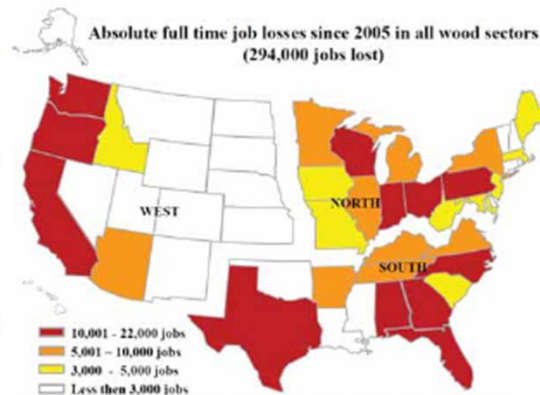 Absolute full time job losses since 2005 in all wood sectors
(294,000 jobs lost)
WEST
NORTH
SOUTH
10,001 - 22,000 jobs
5,001 – 10,000 jobs
3,000 - 5,000 jobs
Less then 3,000 jobs